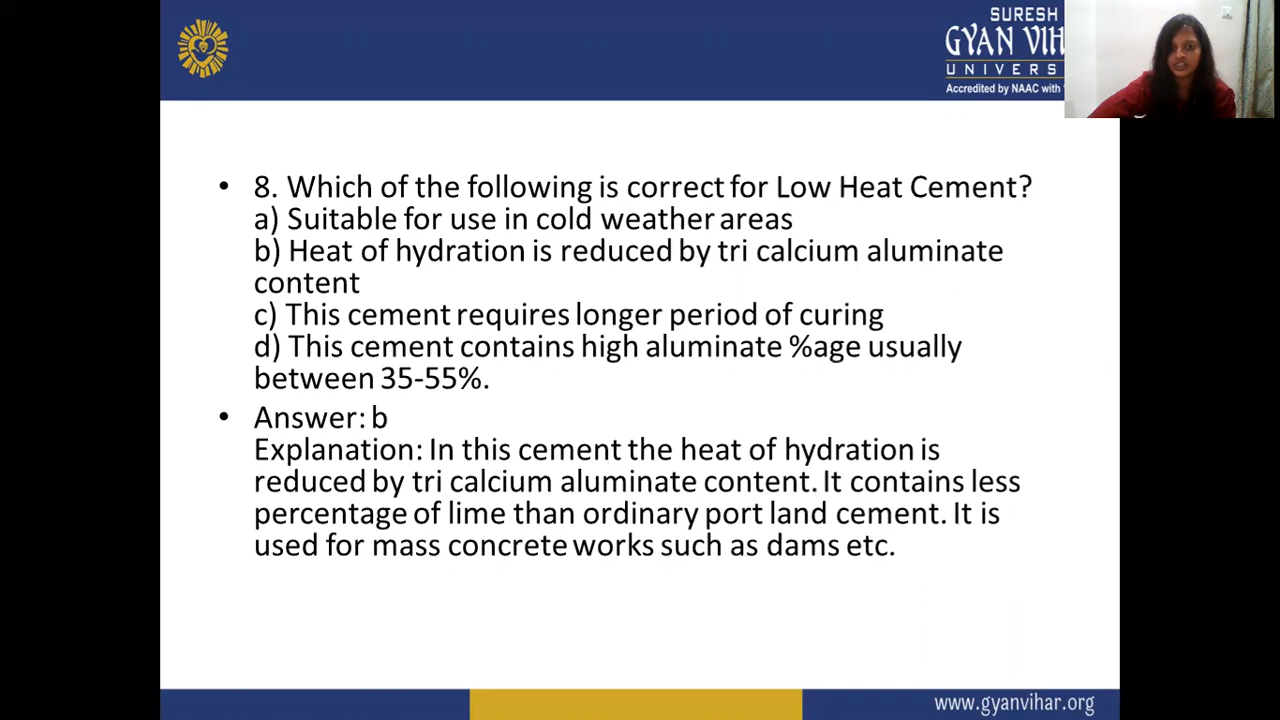 SURESH
GYAN VIH
UNIVERS
Accredited by NAAC with
• 8. Which of the following is correct for Low Heat Cement?
a) Suitable for use in cold weather areas
b) Heat of hydration is reduced by tri calcium aluminate
content
c) This cement requires longer period of curing
d) This cement contains high aluminate %age usually
between 35-55%.
• Answer: b
Explanation: In this cement the heat of hydration is
reduced by tri calcium aluminate content. It contains less
percentage of lime than ordinary port land cement. It is
used for mass concrete works such as dams etc.
www.gyanvihar.org